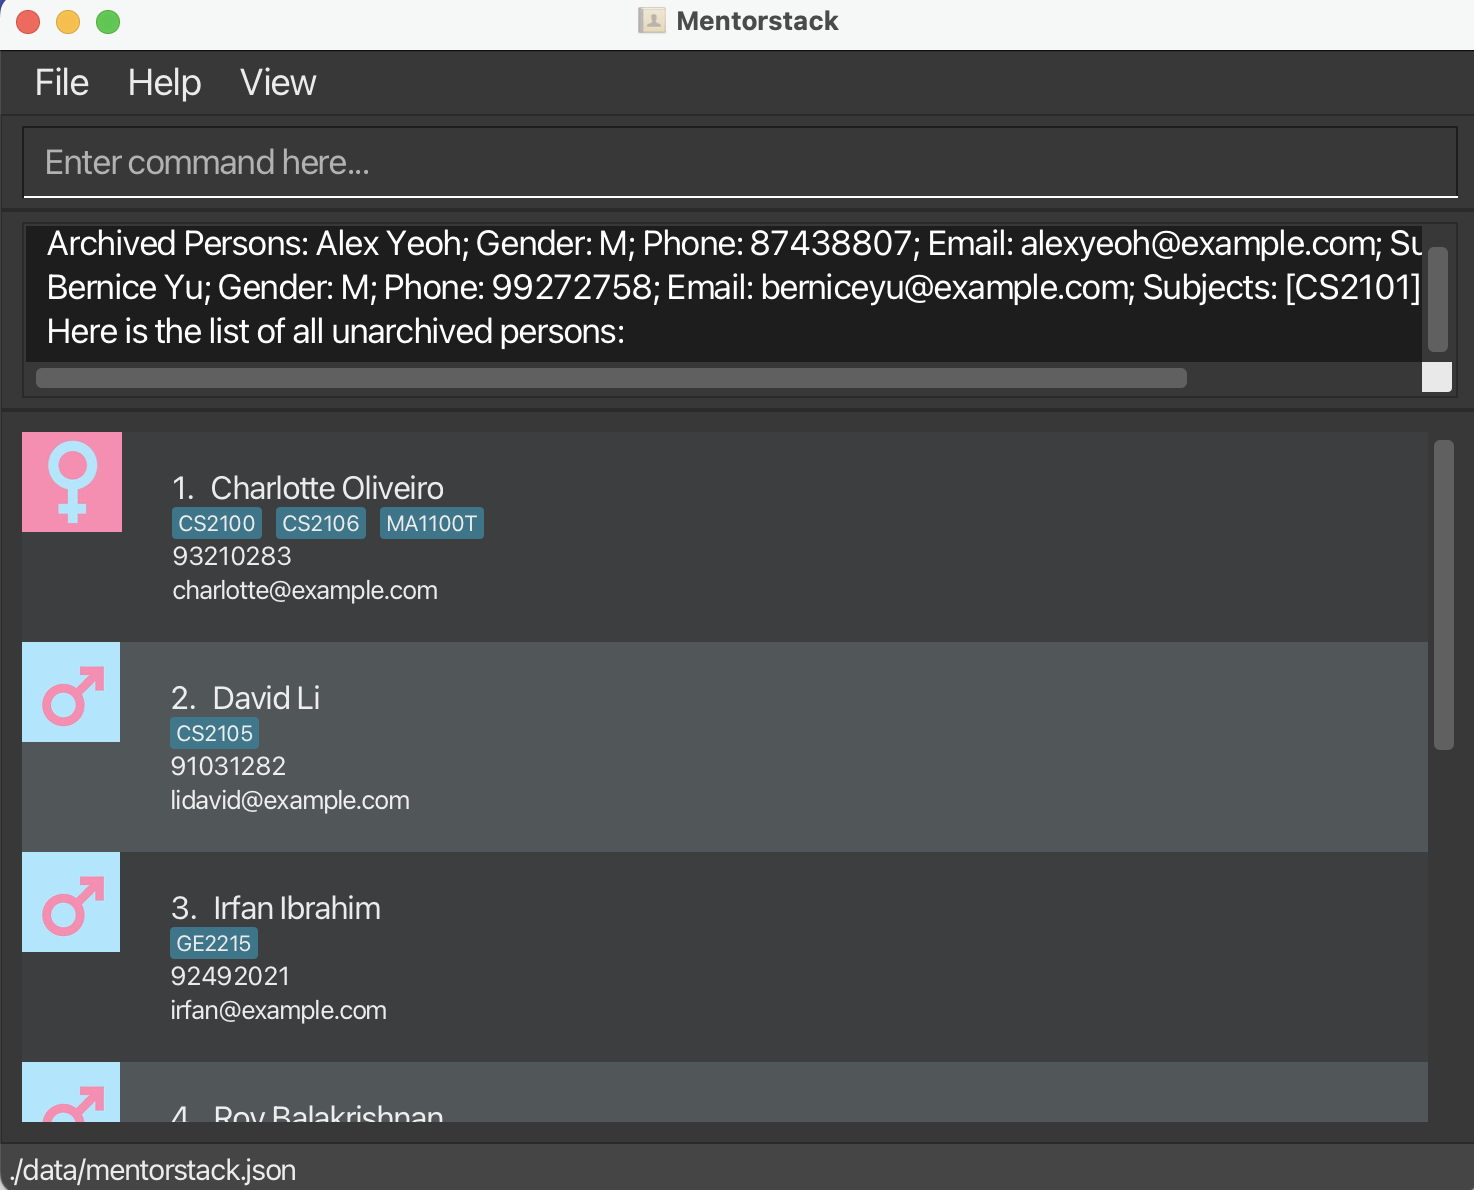 Mentorstack
File Help View
Enter command here...
Archived Persons: Alex Yeoh; Gender: M; Phone: 87438807; Email: alexyeoh@example.com; Su
Bernice Yu; Gender: M; Phone: 99272758; Email: berniceyu@example.com; Subjects: [CS2101]
Here is the list of all unarchived persons:
1. Charlotte Oliveiro
CS2100 CS2106 MA1100T
93210283
charlotte@example.com
2. David Li
CS2105
91031282
lidavid@example.com
3. Irfan Ibrahim
GE2215
92492021
irfan@example.com
4. Roy Balakrishnan
./data/mentorstack.json